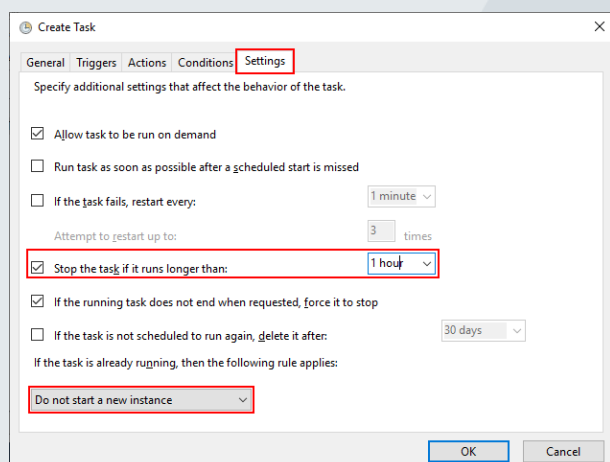 Create Task
General Triggers Actions Conditions Settings
Specify additional settings that affect the behavior of the task.
Allow task to be run on demand
Run task as soon as possible after a scheduled start is missed
If the task fails, restart every: 1 minute
Attempt to restart up to: 3 times
Stop the task if it runs longer than: 1 hour
If the running task does not end when requested, force it to stop
If the task is not scheduled to run again, delete it after: 30 days
If the task is already running, then the following rule applies:
Do not start a new instance
OK Cancel